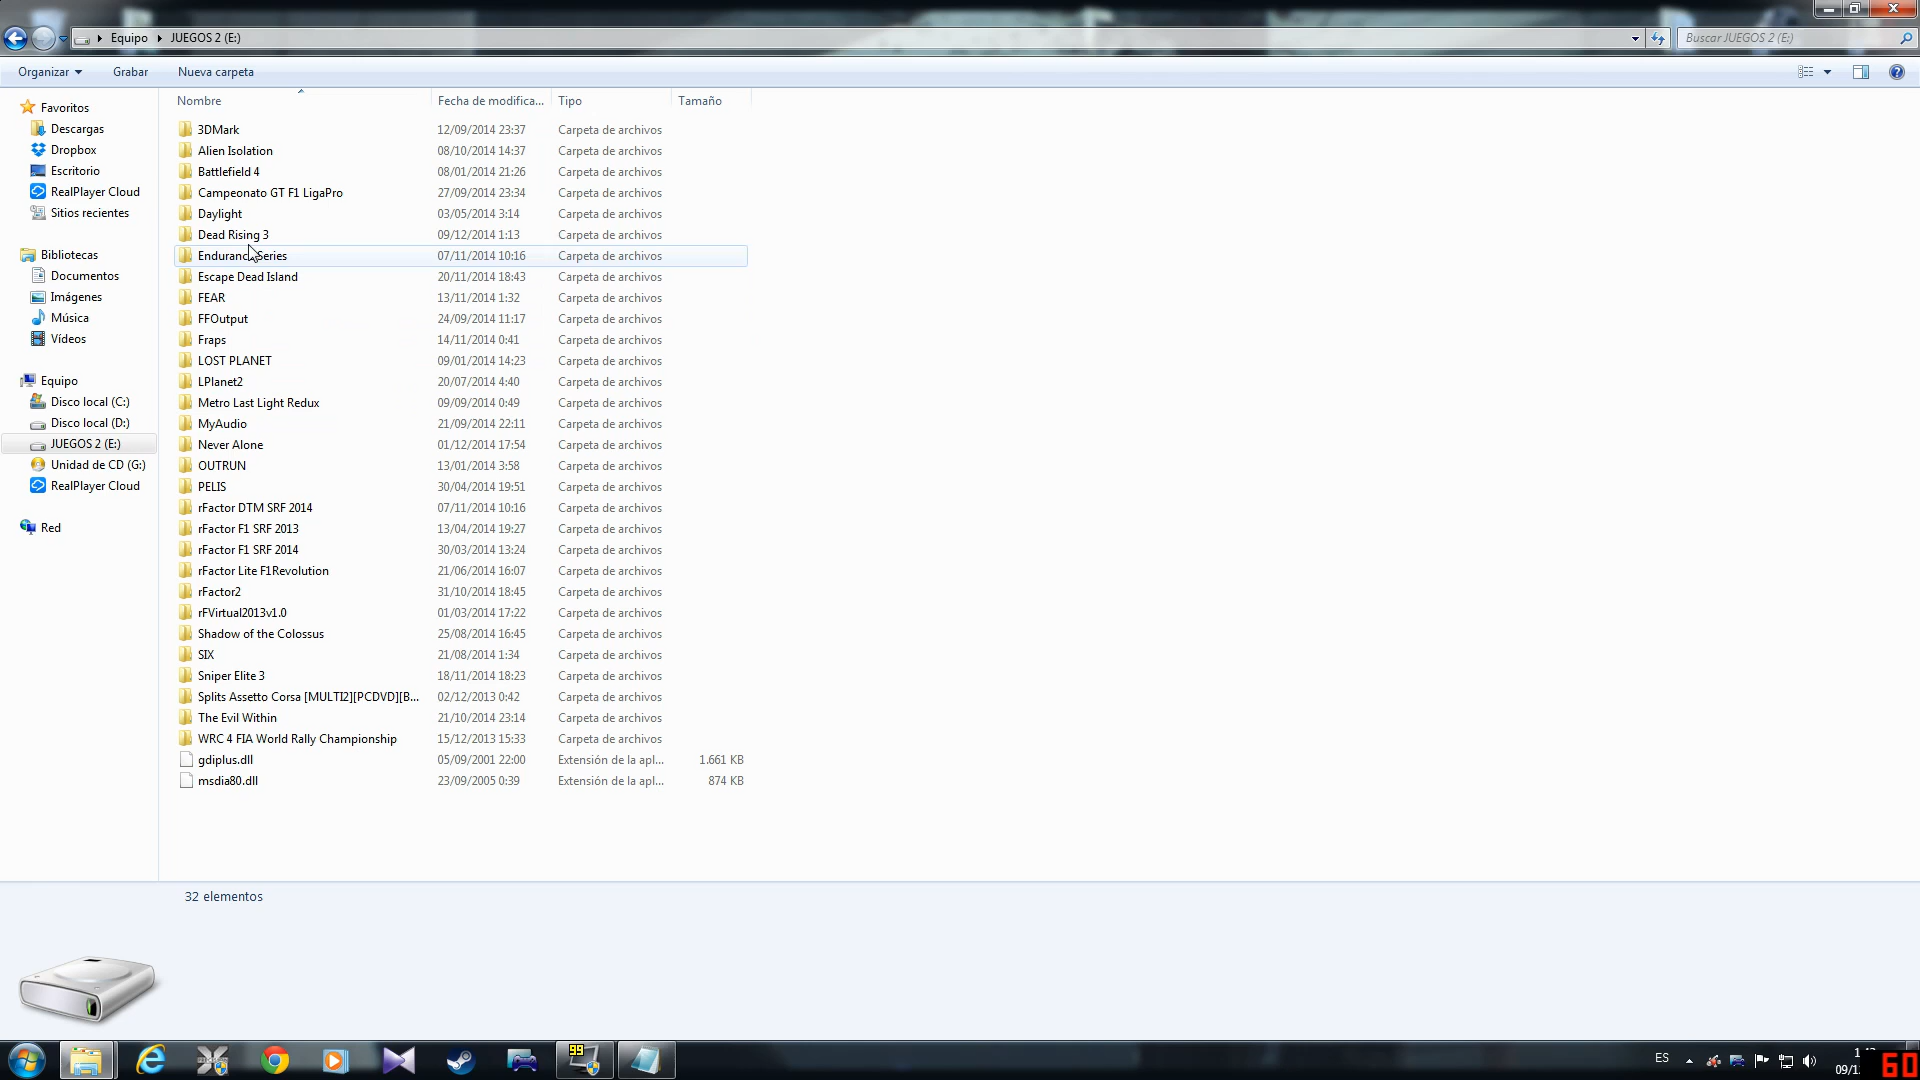 Equipo JUEGOS 2 (E:)
Buscar JUEGOS 2 (E:)
Organizar Grabar Nueva carpeta
Nombre Fecha de modifica... Tipo Tamaño
Favoritos
Descargas
Dropbox
Escritorio
RealPlayer Cloud
Sitios recientes
Bibliotecas
Documentos
Imágenes
Música
Vídeos
Equipo
Disco local (C:)
Disco local (D:)
JUEGOS 2 (E:)
Unidad de CD (G:)
RealPlayer Cloud
Red
3DMark 12/09/2014 23:37 Carpeta de archivos
Alien Isolation 08/10/2014 14:37 Carpeta de archivos
Battlefield 4 08/01/2014 21:26 Carpeta de archivos
Campeonato GT F1 LigaPro 27/09/2014 23:34 Carpeta de archivos
Daylight 03/05/2014 3:14 Carpeta de archivos
Dead Rising 3 09/12/2014 1:13 Carpeta de archivos
Endurance Series 07/11/2014 10:16 Carpeta de archivos
Escape Dead Island 20/11/2014 18:43 Carpeta de archivos
FEAR 13/11/2014 1:32 Carpeta de archivos
FFOutput 24/09/2014 11:17 Carpeta de archivos
Fraps 14/11/2014 0:41 Carpeta de archivos
LOST PLANET 09/01/2014 14:23 Carpeta de archivos
LPlanet2 20/07/2014 4:40 Carpeta de archivos
Metro Last Light Redux 09/09/2014 0:49 Carpeta de archivos
MyAudio 21/09/2014 22:11 Carpeta de archivos
Never Alone 01/12/2014 17:54 Carpeta de archivos
OUTRUN 13/01/2014 3:58 Carpeta de archivos
PELIS 30/04/2014 19:51 Carpeta de archivos
rFactor DTM SRF 2014 07/11/2014 10:16 Carpeta de archivos
rFactor F1 SRF 2013 13/04/2014 19:27 Carpeta de archivos
rFactor F1 SRF 2014 30/03/2014 13:24 Carpeta de archivos
rFactor Lite F1Revolution 21/06/2014 16:07 Carpeta de archivos
rFactor2 31/10/2014 18:45 Carpeta de archivos
rFVirtual2013v1.0 01/03/2014 17:22 Carpeta de archivos
Shadow of the Colossus 25/08/2014 16:45 Carpeta de archivos
SIX 21/08/2014 1:34 Carpeta de archivos
Sniper Elite 3 18/11/2014 18:23 Carpeta de archivos
Splits Assetto Corsa [MULTI2][PCDVD][B... 02/12/2013 0:42 Carpeta de archivos
The Evil Within 21/10/2014 23:14 Carpeta de archivos
WRC 4 FIA World Rally Championship 15/12/2013 15:33 Carpeta de archivos
gdiplus.dll 05/09/2001 22:00 Extensión de la apl... 1.661 KB
msdia80.dll 23/09/2005 0:39 Extensión de la apl... 874 KB
32 elementos
99
ES
60